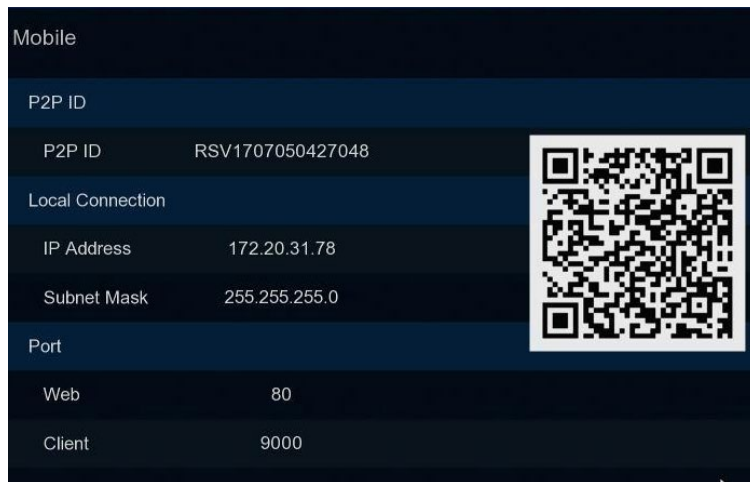 Mobile
P2P ID
P2P ID RSV1707050427048
Local Connection
IP Address 172.20.31.78
Subnet Mask 255.255.255.0
Port
Web 80
Client 9000